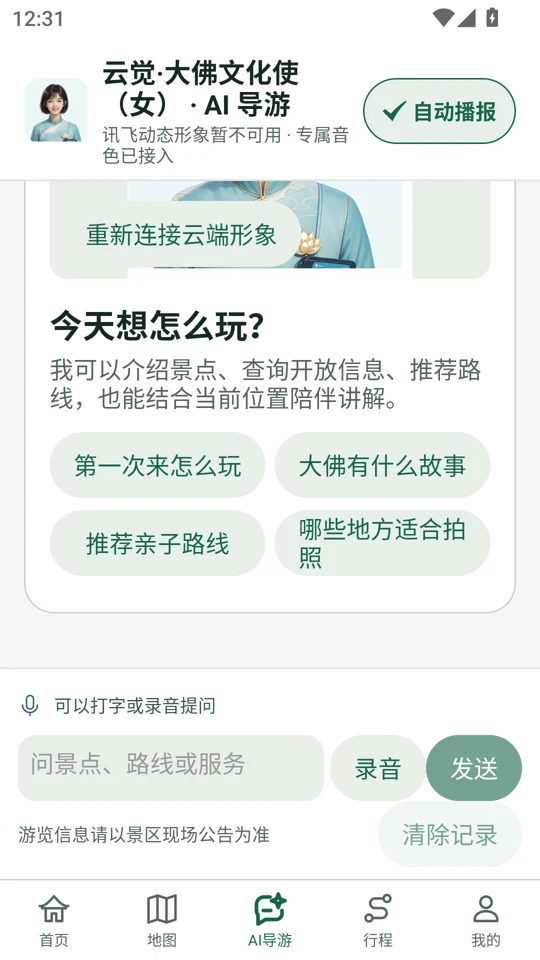 12:31
云觉·大佛文化使
（女） · AI 导游
讯飞动态形象暂不可用 · 专属音
色已接入
自动播报
重新连接云端形象
今天想怎么玩?
我可以介绍景点、查询开放信息、推荐路
线，也能结合当前位置陪伴讲解。
第一次来怎么玩
大佛有什么故事
推荐亲子路线
哪些地方适合拍
照
可以打字或录音提问
问景点、路线或服务
录音
发送
游览信息请以景区现场公告为准
清除记录
首页
地图
AI导游
行程
我的